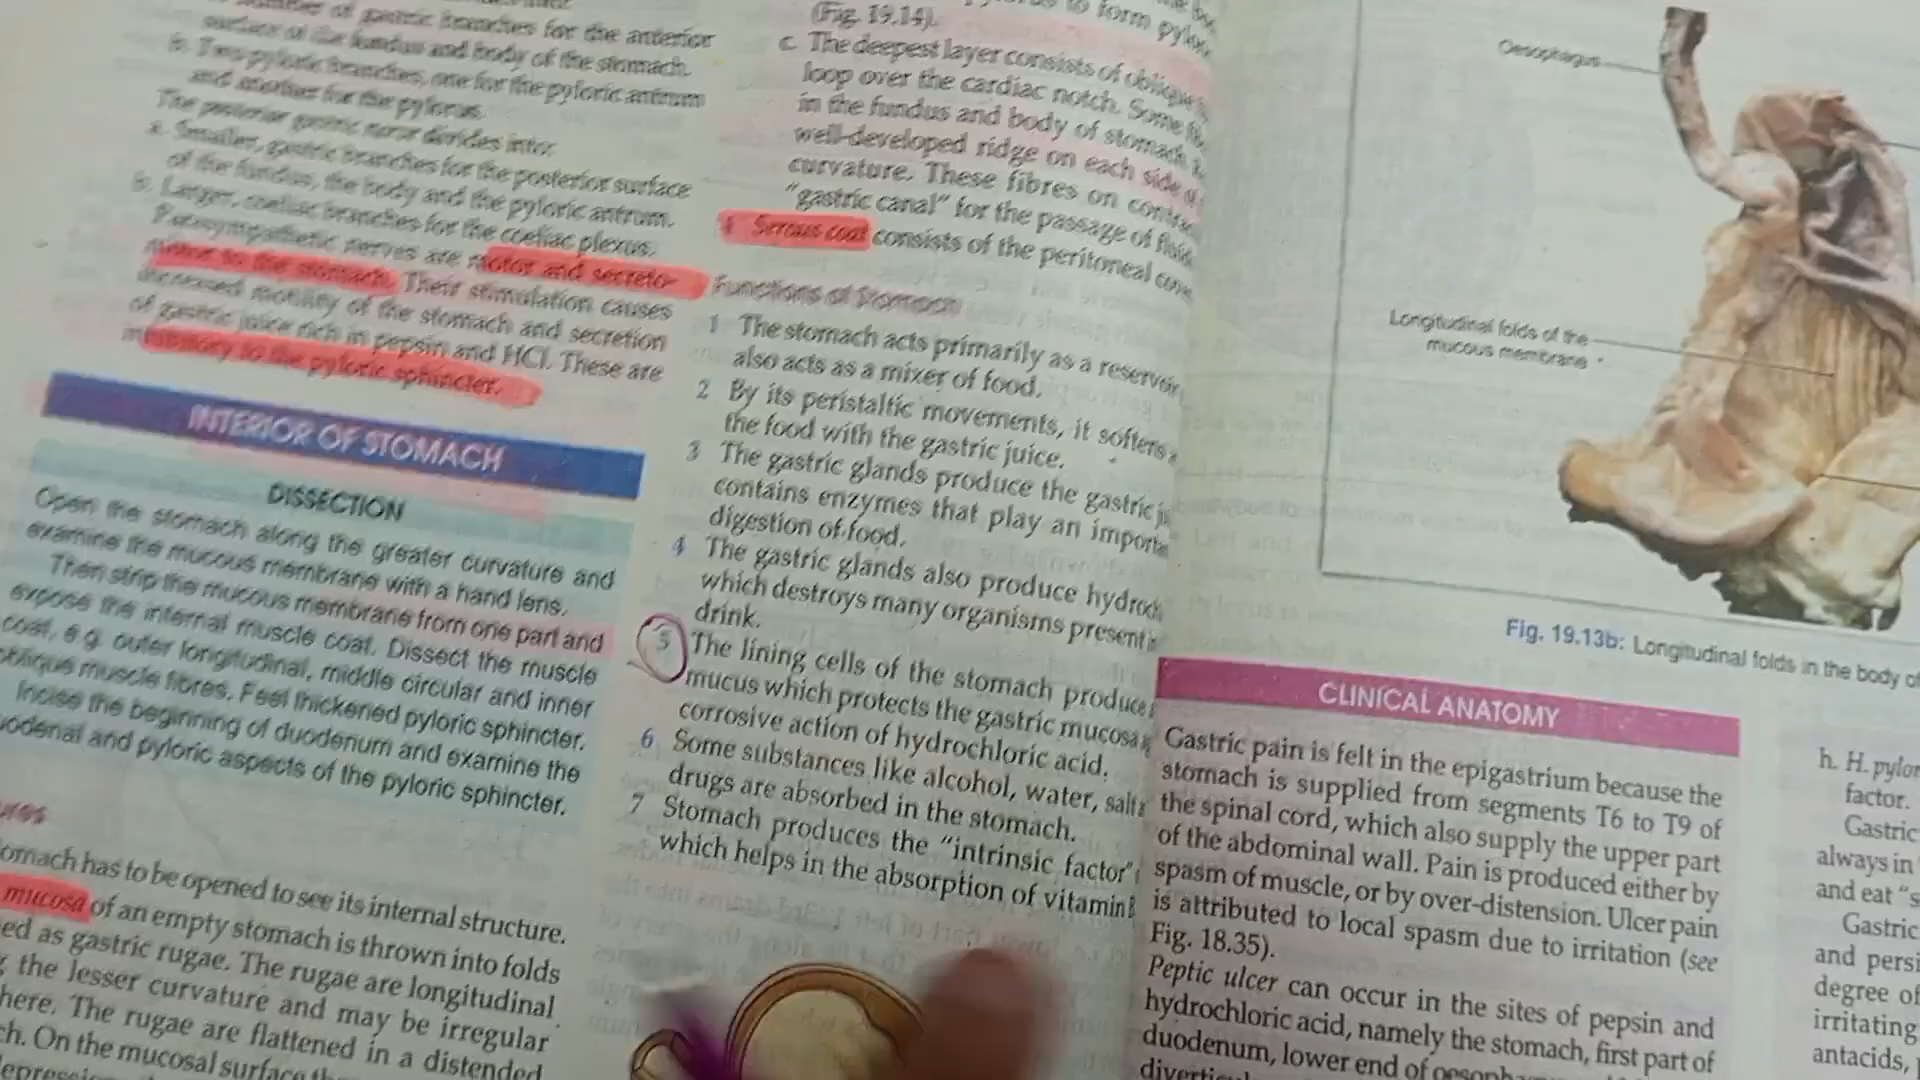 of gastric branches for the anterior
surface of the fundus and body of the stomach.
b. Two pyloric branches, one for the pyloric antrum
and another for the pylorus.
The posterior gastric nerve divides into:
a. Smaller, gastric branches for the posterior surface
of the fundus, the body and the pyloric antrum.
b. Larger, coeliac branches for the coeliac plexus.
Parasympathetic nerves are motor and secreto-
motor to the stomach. Their stimulation causes
increased motility of the stomach and secretion
of gastric juice rich in pepsin and HCl. These are
inhibitory to the pyloric sphincter.
INTERIOR OF STOMACH
DISSECTION
Open the stomach along the greater curvature and
examine the mucous membrane with a hand lens.
Then strip the mucous membrane from one part and
expose the internal muscle coat. Dissect the muscle
coat, e.g. outer longitudinal, middle circular and inner
oblique muscle fibres. Feel thickened pyloric sphincter.
Incise the beginning of duodenum and examine the
uodenal and pyloric aspects of the pyloric sphincter.
ures
omach has to be opened to see its internal structure.
mucosa of an empty stomach is thrown into folds
ed as gastric rugae. The rugae are longitudinal
the lesser curvature and may be irregular
here. The rugae are flattened in a distended
ch. On the mucosal surface
to form pylor
(Fig. 19.14).
c. The deepest layer consists of oblique
loop over the cardiac notch. Some
in the fundus and body of stomach
well-developed ridge on each side
curvature. These fibres on contr
"gastric canal" for the passage of
4 Serous coat consists of the peritoneal cove
Functions of Stomach
1 The stomach acts primarily as a reservoir
also acts as a mixer of food.
2 By its peristaltic movements, it softens
the food with the gastric juice.
3 The gastric glands produce the gastric j
contains enzymes that play an importa
digestion of food.
4 The gastric glands also produce hydroch
which destroys many organisms present i
drink.
5 The lining cells of the stomach produce
mucus which protects the gastric mucosa
corrosive action of hydrochloric acid.
6 Some substances like alcohol, water, salt
drugs are absorbed in the stomach.
7 Stomach produces the "intrinsic factor"
which helps in the absorption of vitamin B
Oesophagus
Longitudinal folds of the
mucous membrane
Fig. 19.13b: Longitudinal folds in the body of
CLINICAL ANATOMY
Gastric pain is felt in the epigastrium because the
stomach is supplied from segments T6 to T9 of
the spinal cord, which also supply the upper part
of the abdominal wall. Pain is produced either by
spasm of muscle, or by over-distension. Ulcer pain
is attributed to local spasm due to irritation (see
Fig. 18.35).
Peptic ulcer can occur in the sites of pepsin and
hydrochloric acid, namely the stomach, first part of
duodenum, lower end of
h. H. pylor
factor.
Gastric
always in
and eat "s
Gastric
and persi
degree of
irritating
antacids,